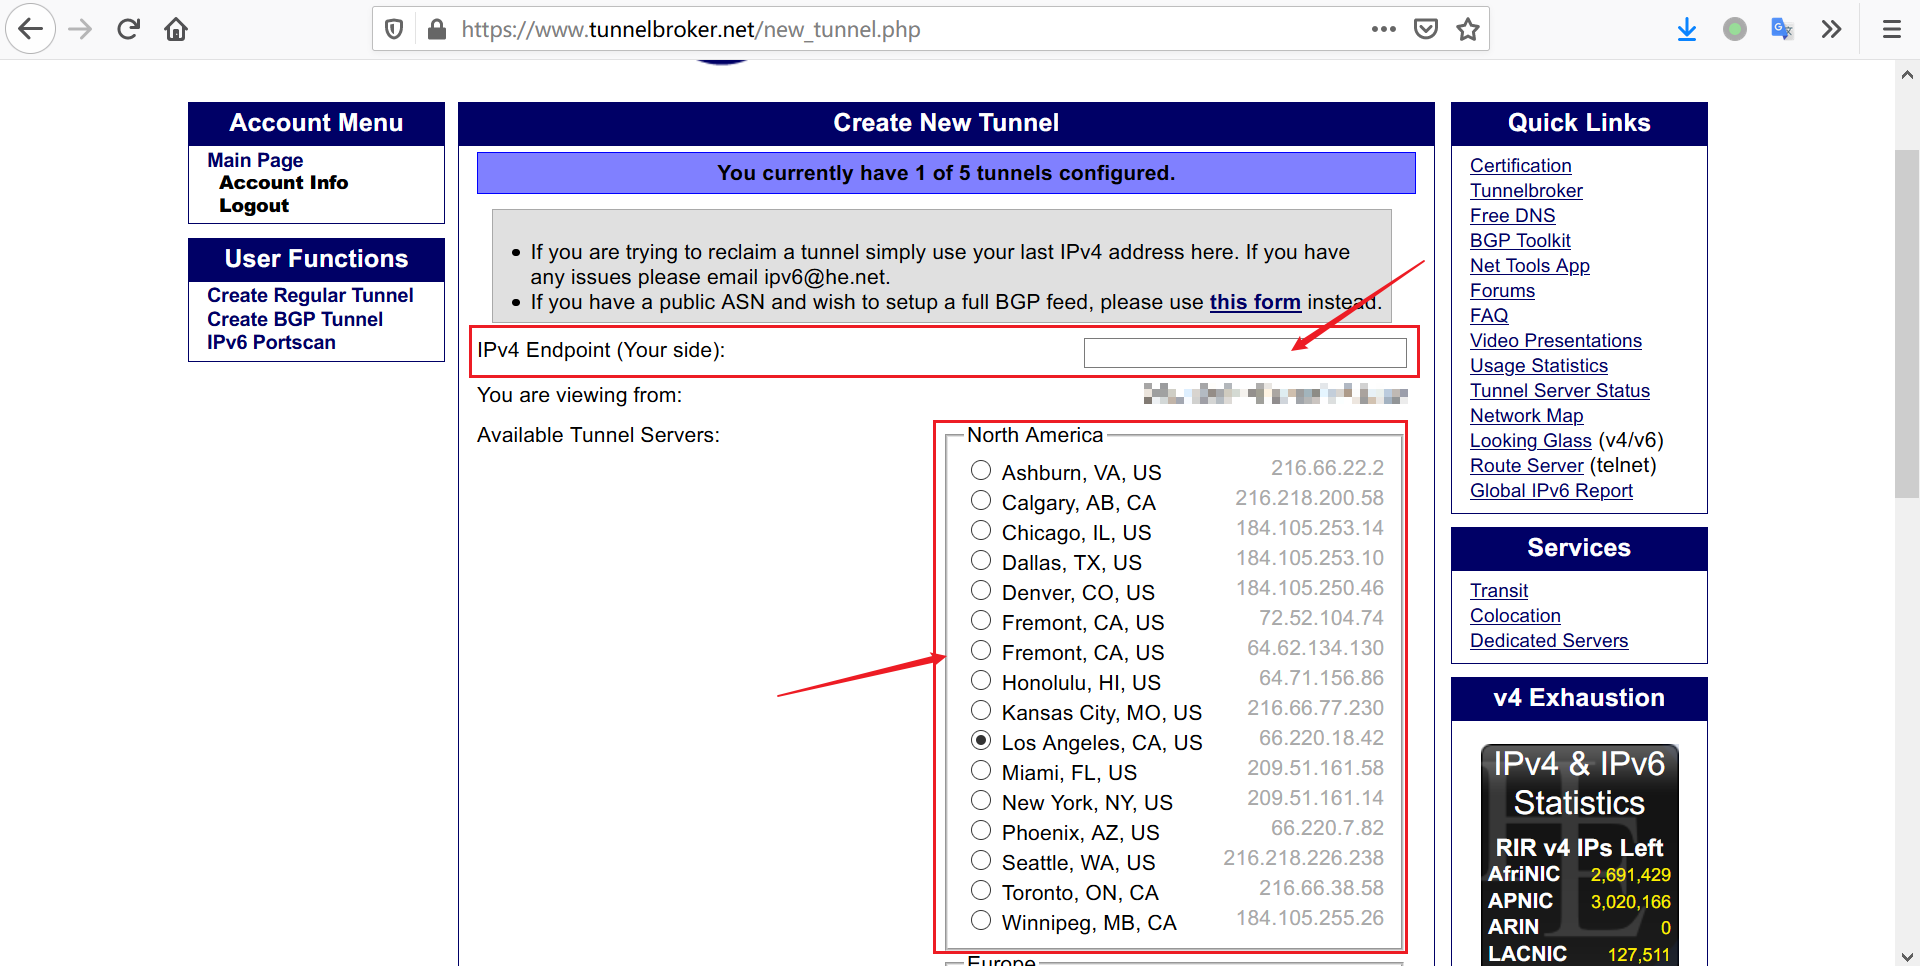 https://www.tunnelbroker.net/new_tunnel.php
Account Menu
Main Page
Account Info
Logout
User Functions
Create Regular Tunnel
Create BGP Tunnel
IPv6 Portscan
Create New Tunnel
You currently have 1 of 5 tunnels configured.
If you are trying to reclaim a tunnel simply use your last IPv4 address here. If you have
any issues please email ipv6@he.net.
If you have a public ASN and wish to setup a full BGP feed, please use this form instead.
IPv4 Endpoint (Your side):
You are viewing from:
Available Tunnel Servers:
North America
Ashburn, VA, US 216.66.22.2
Calgary, AB, CA 216.218.200.58
Chicago, IL, US 184.105.253.14
Dallas, TX, US 184.105.253.10
Denver, CO, US 184.105.250.46
Fremont, CA, US 72.52.104.74
Fremont, CA, US 64.62.134.130
Honolulu, HI, US 64.71.156.86
Kansas City, MO, US 216.66.77.230
Los Angeles, CA, US 66.220.18.42
Miami, FL, US 209.51.161.58
New York, NY, US 209.51.161.14
Phoenix, AZ, US 66.220.7.82
Seattle, WA, US 216.218.226.238
Toronto, ON, CA 216.66.38.58
Winnipeg, MB, CA 184.105.255.26
Europe
Quick Links
Certification
Tunnelbroker
Free DNS
BGP Toolkit
Net Tools App
Forums
FAQ
Video Presentations
Usage Statistics
Tunnel Server Status
Network Map
Looking Glass (v4/v6)
Route Server (telnet)
Global IPv6 Report
Services
Transit
Colocation
Dedicated Servers
v4 Exhaustion
IPv4 & IPv6
Statistics
RIR v4 IPs Left
AfriNIC 2,691,429
APNIC 3,020,166
ARIN 0
LACNIC 127,511